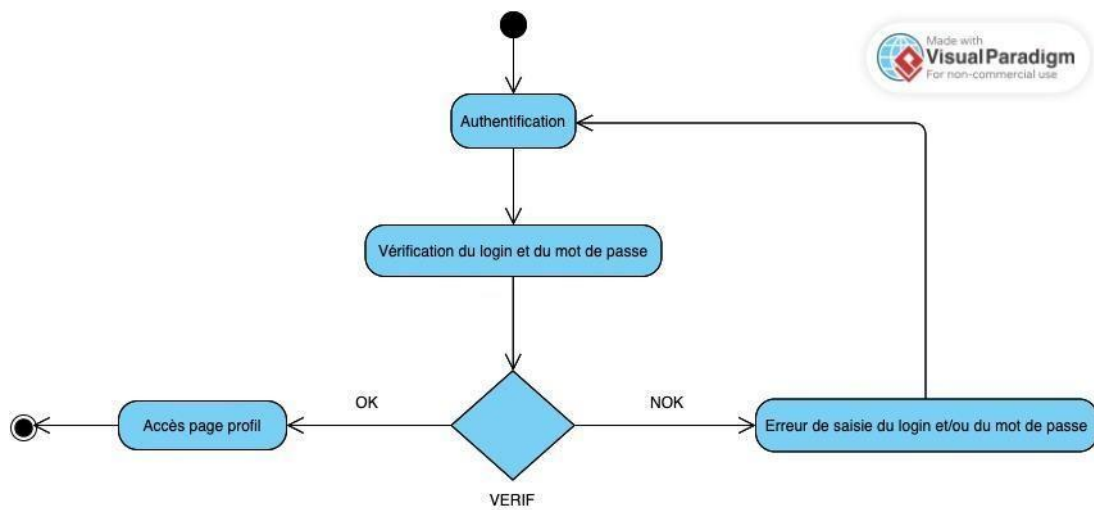 Made with
Visual Paradigm
For non-commercial use
Authentification
Vérification du login et du mot de passe
OK
NOK
Accès page profil
Erreur de saisie du login et/ou du mot de passe
VERIF